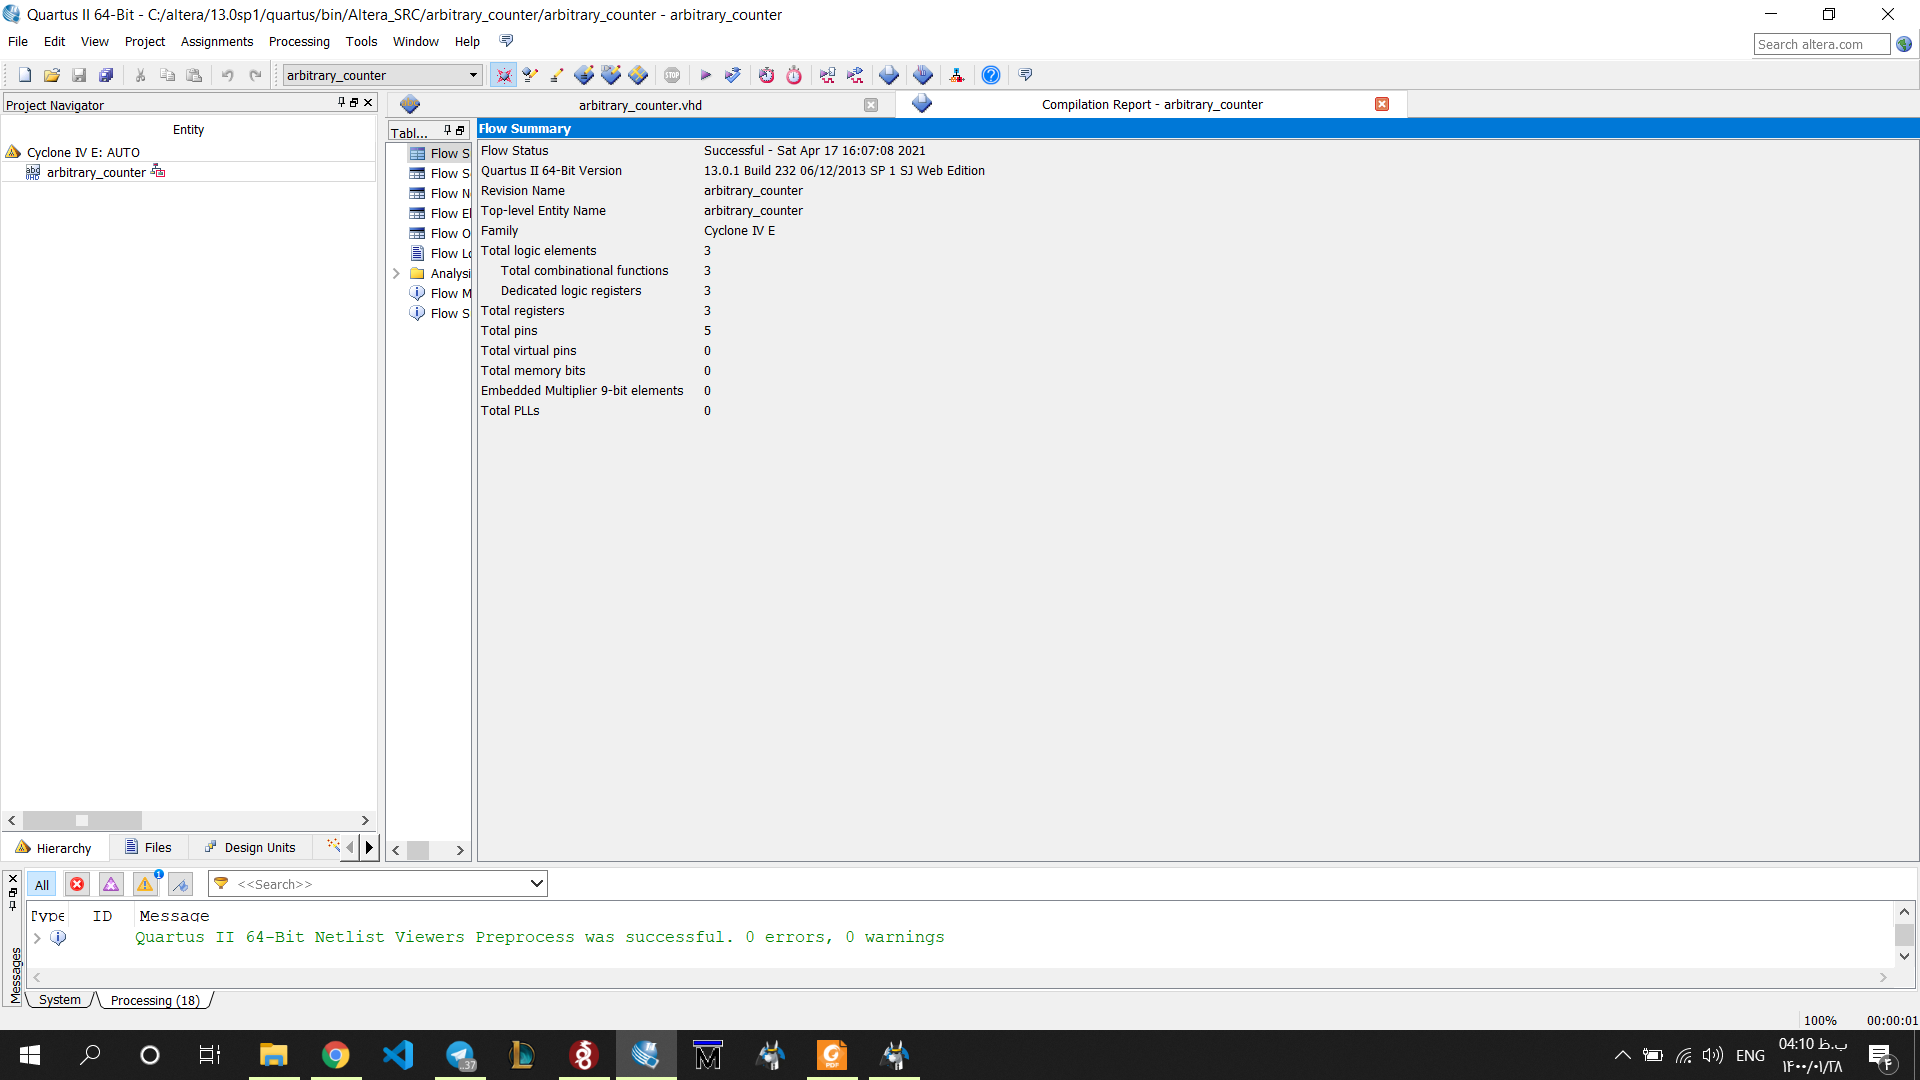 Quartus II 64-Bit - C:/altera/13.0sp1/quartus/bin/Altera_SRC/arbitrary_counter/arbitrary_counter - arbitrary_counter
File Edit View Project Assignments Processing Tools Window Help
Search altera.com
arbitrary_counter
STOP
Project Navigator
Entity
Cyclone IV E: AUTO
arbitrary_counter
Hierarchy Files Design Units
arbitrary_counter.vhd
Compilation Report - arbitrary_counter
Tabl...
Flow S
Flow S
Flow N
Flow El
Flow O
Flow Lo
Analysi
Flow M
Flow S
Flow Summary
Flow Status Successful - Sat Apr 17 16:07:08 2021
Quartus II 64-Bit Version 13.0.1 Build 232 06/12/2013 SP 1 SJ Web Edition
Revision Name arbitrary_counter
Top-level Entity Name arbitrary_counter
Family Cyclone IV E
Total logic elements 3
Total combinational functions 3
Dedicated logic registers 3
Total registers 3
Total pins 5
Total virtual pins 0
Total memory bits 0
Embedded Multiplier 9-bit elements 0
Total PLLs 0
All
1
<<Search>>
Type ID Message
Quartus II 64-Bit Netlist Viewers Preprocess was successful. 0 errors, 0 warnings
Messages
System Processing (18)
100% 00:00:01
..37
PDF
ENG
04:10 ب.ظ
۱۴۰۰/۰۱/۲۸
۴